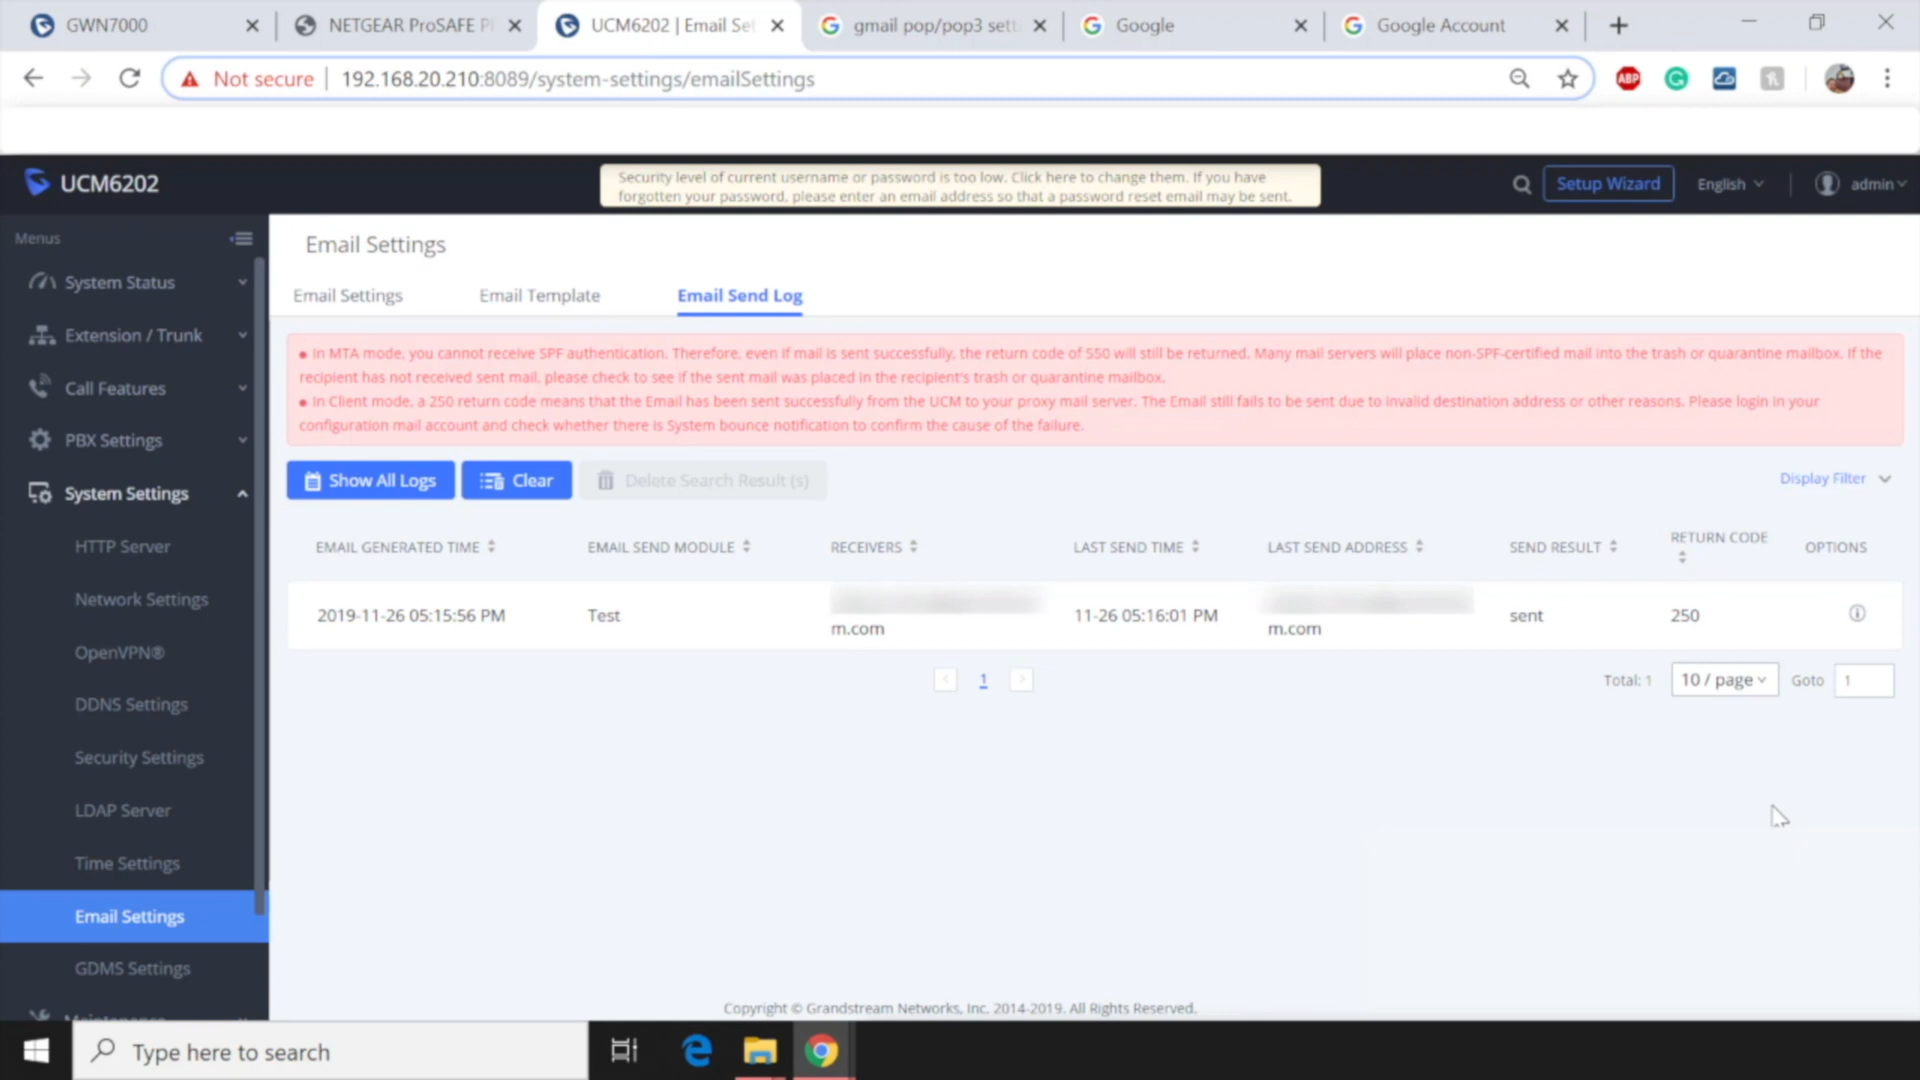 GWN7000
NETGEAR ProSAFE Pl
UCM6202 | Email Set
gmail pop/pop3 sett
Google
Google Account
Not secure
192.168.20.210:8089/system-settings/emailSettings
ABP
UCM6202
Security level of current username or password is too low. Click here to change them. If you have
forgotten your password, please enter an email address so that a password reset email may be sent.
Setup Wizard
English
admin
Menus
System Status
Extension / Trunk
Call Features
PBX Settings
System Settings
HTTP Server
Network Settings
OpenVPN®
DDNS Settings
Security Settings
LDAP Server
Time Settings
Email Settings
GDMS Settings
Maintenance
Email Settings
Email Settings
Email Template
Email Send Log
● In MTA mode, you cannot receive SPF authentication. Therefore, even if mail is sent successfully, the return code of 550 will still be returned. Many mail servers will place non-SPF-certified mail into the trash or quarantine mailbox. If the
recipient has not received sent mail, please check to see if the sent mail was placed in the recipient's trash or quarantine mailbox.
● In Client mode, a 250 return code means that the Email has been sent successfully from the UCM to your proxy mail server. The Email still fails to be sent due to invalid destination address or other reasons. Please login in your
configuration mail account and check whether there is System bounce notification to confirm the cause of the failure.
Show All Logs
Clear
Delete Search Result (s)
Display Filter
EMAIL GENERATED TIME
EMAIL SEND MODULE
RECEIVERS
LAST SEND TIME
LAST SEND ADDRESS
SEND RESULT
RETURN CODE
OPTIONS
2019-11-26 05:15:56 PM
Test
m.com
11-26 05:16:01 PM
m.com
sent
250
< 1 >
Total: 1
10 / page
Goto
1
Copyright © Grandstream Networks, Inc. 2014-2019. All Rights Reserved.
Type here to search